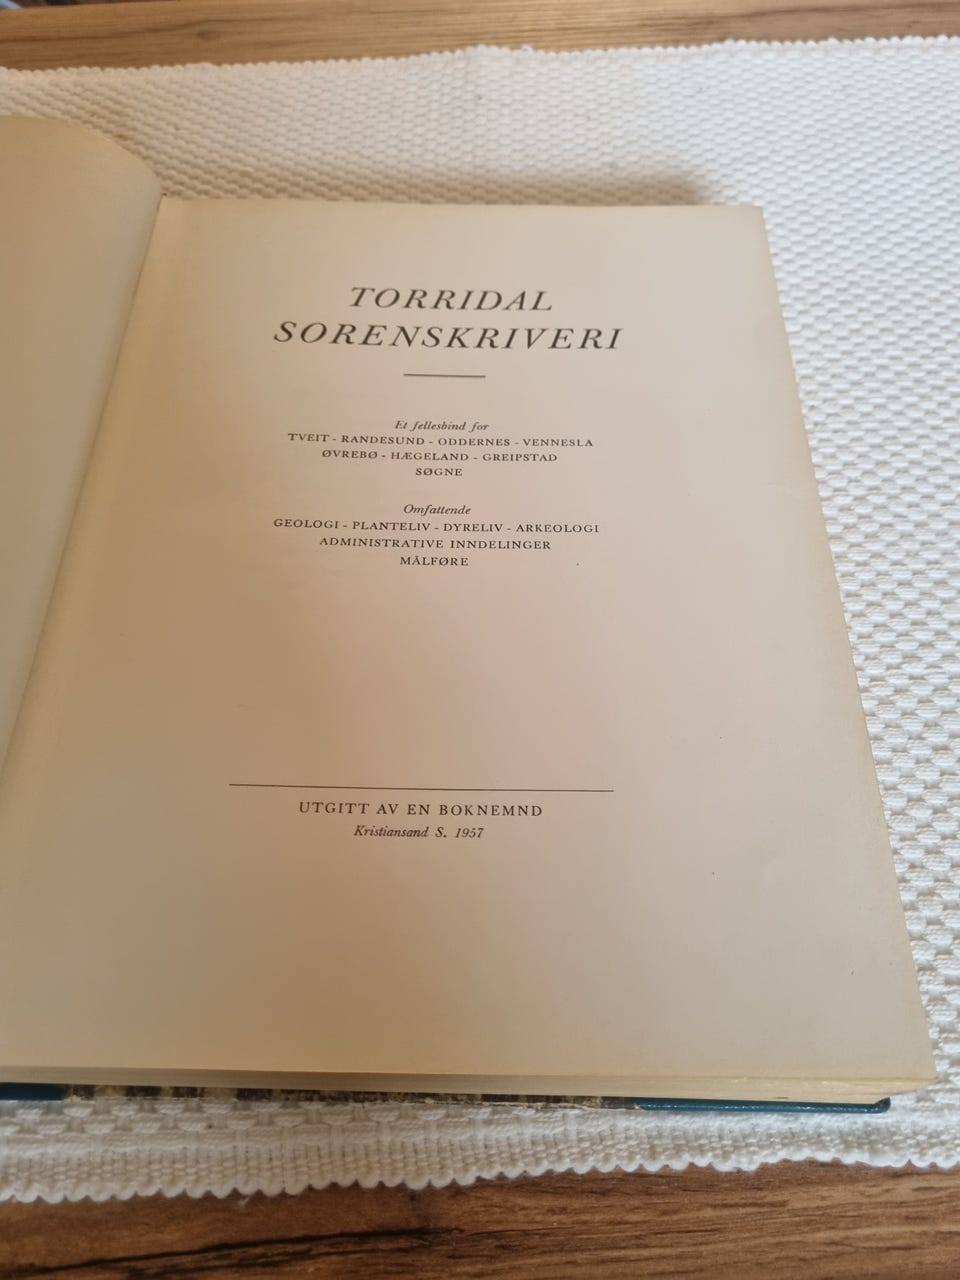 TORRIDAL
SORENSKRIVERI
Et fellesbind for
TVEIT - RANDESUND - ODDERNES - VENNESLA
ØVREBØ - HÆGELAND - GREIPSTAD
SØGNE
Omfattende
GEOLOGI - PLANTELIV - DYRELIV - ARKEOLOGI
ADMINISTRATIVE INNDELINGER
MÅLFØRE
UTGITT AV EN BOKNEMND
Kristiansand S. 1957